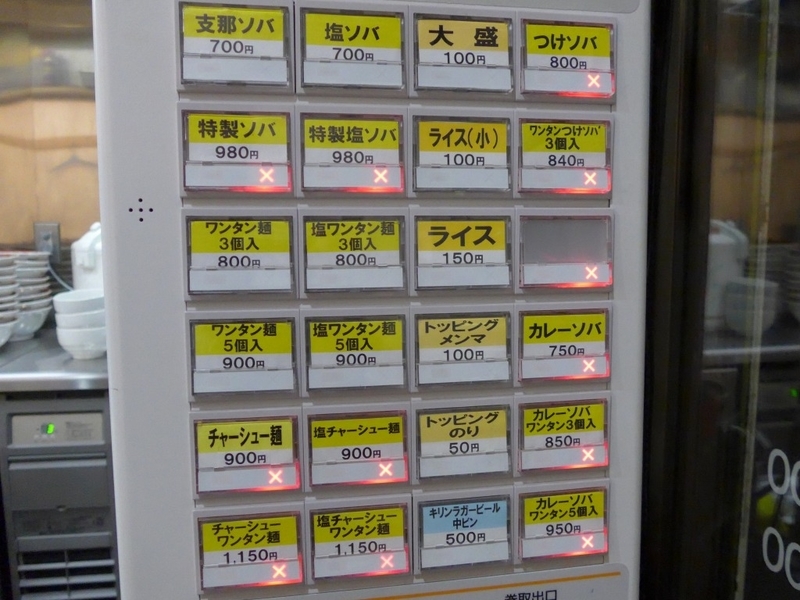 支那ソバ
700円
塩ソバ
700円
大盛
100円
つけソバ
800円
×
特製ソバ
980円
×
特製塩ソバ
980円
×
ライス(小)
100円
ワンタンつけソバ
3個入
840円
×
ワンタン麺
3個入
800円
塩ワンタン麺
3個入
800円
ライス
150円
×
ワンタン麺
5個入
900円
塩ワンタン麺
5個入
900円
トッピング
メンマ
100円
カレーソバ
750円
×
チャーシュー麺
900円
×
塩チャーシュー麺
900円
×
トッピング
のり
50円
カレーソバ
ワンタン3個入
850円
×
チャーシュー
ワンタン麺
1,150円
×
塩チャーシュー
ワンタン麺
1,150円
×
キリンラガービール
中ビン
500円
カレーソバ
ワンタン5個入
950円
×
券取出口